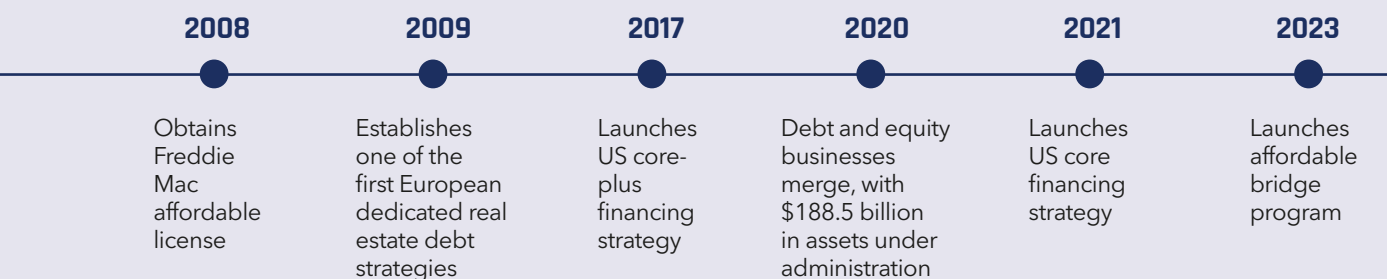 2008
Obtains
Freddie
Mac
affordable
license
2009
Establishes
one of the
first European
dedicated real
estate debt
strategies
2017
Launches
US core-
plus
financing
strategy
2020
Debt and equity
businesses
merge, with
$188.5 billion
in assets under
administration
2021
Launches
US core
financing
strategy
2023
Launches
affordable
bridge
program